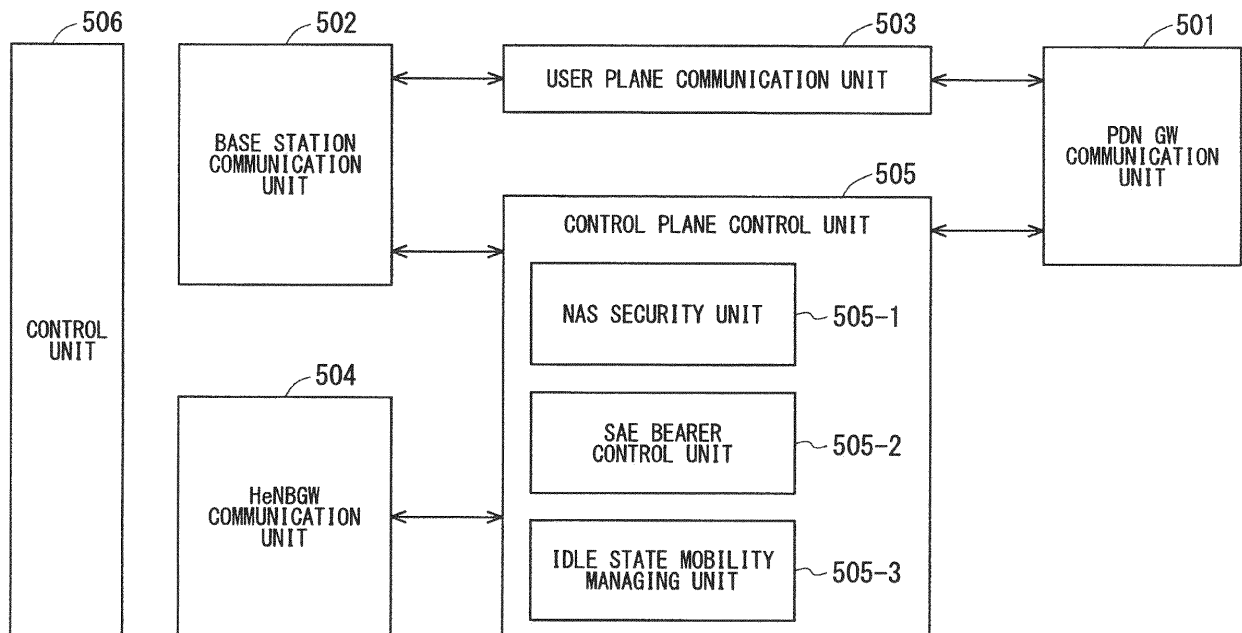 506
502
503
501
USER PLANE COMMUNICATION UNIT
BASE STATION
COMMUNICATION
UNIT
PDN GW
COMMUNICATION
UNIT
505
CONTROL PLANE CONTROL UNIT
NAS SECURITY UNIT
505-1
CONTROL
UNIT
504
SAE BEARER
CONTROL UNIT
505-2
HeNBGW
COMMUNICATION
UNIT
IDLE STATE MOBILITY
MANAGING UNIT
505-3